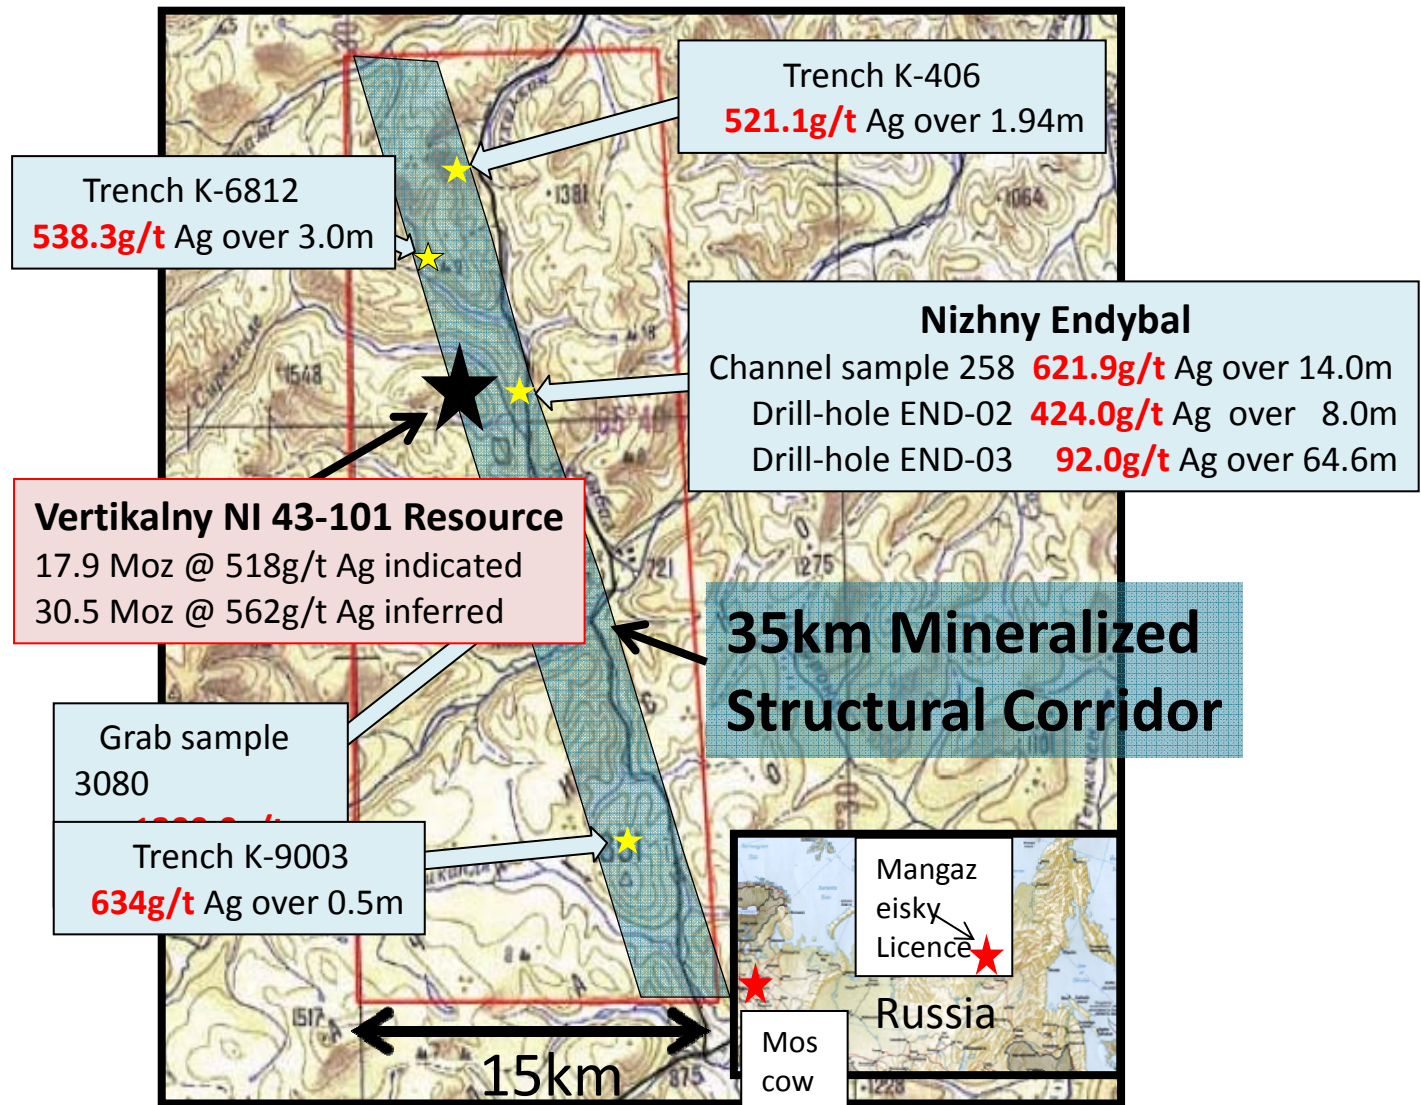 Trench K-406
521.1g/t Ag over 1.94m
Trench K-6812
538.3g/t Ag over 3.0m
1381
1064
Nizhny Endybal
Channel sample 258 621.9g/t Ag over 14.0m
Drill-hole END-02 424.0g/t Ag over 8.0m
Drill-hole END-03 92.0g/t Ag over 64.6m
1548
Vertikalny NI 43-101 Resource
17.9 Moz @ 518g/t Ag indicated
30.5 Moz @ 562g/t Ag inferred
721
1275
35km Mineralized
Structural Corridor
Grab sample
3080
Trench K-9003
634g/t Ag over 0.5m
Mangaz
eisky
Licence
Russia
Mos
cow
1517
15km
875
1228